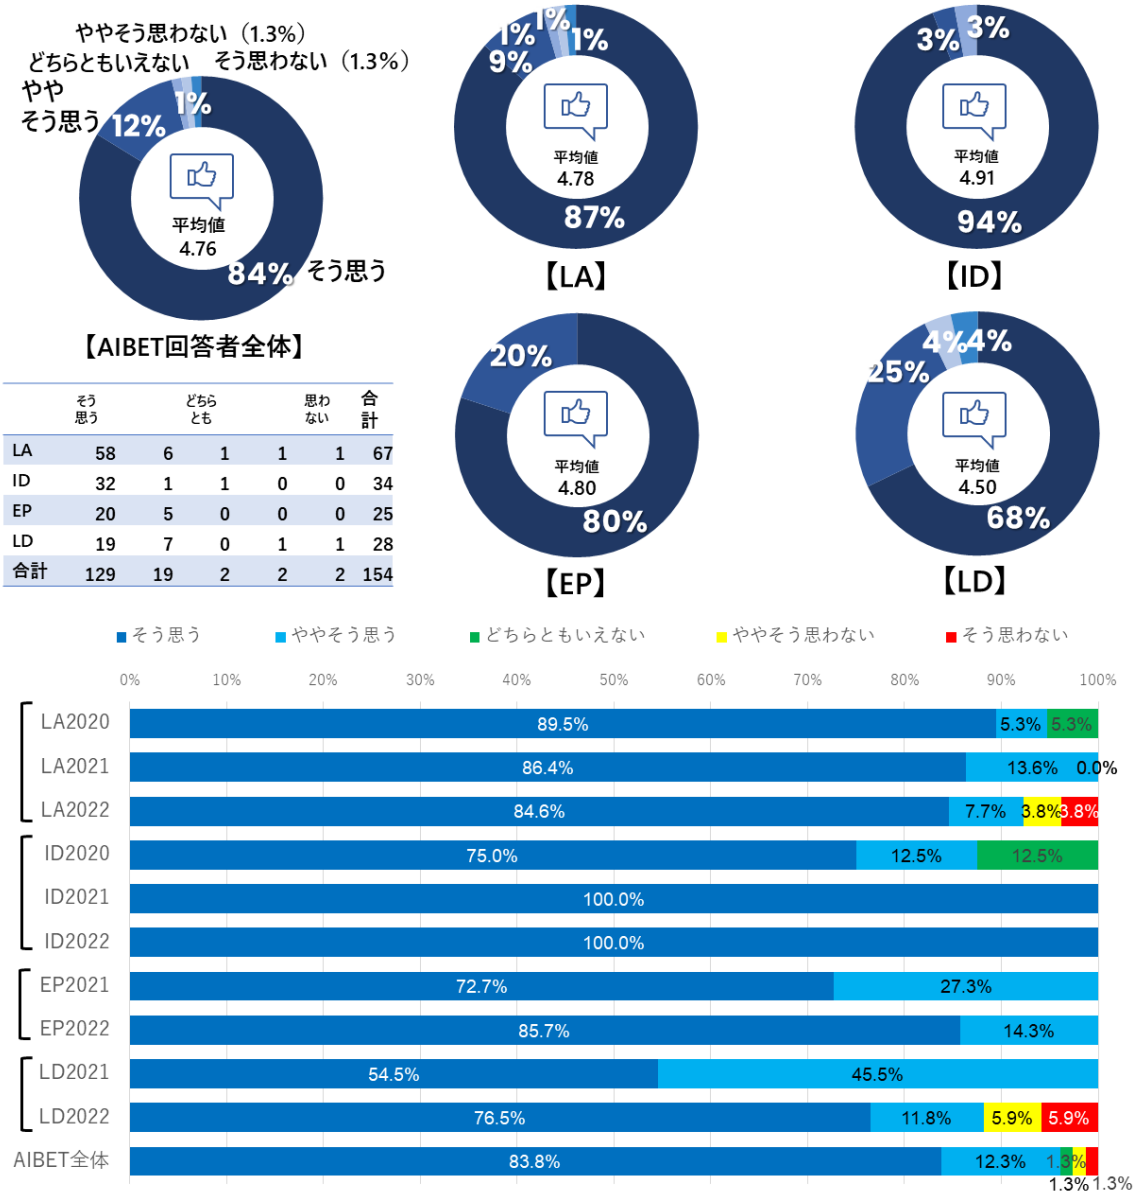 ややそう思わない（1.3%）
どちらともいえない
そう思わない（1.3%）
やや
そう思う
12%
1%
平均値
4.76
84%
そう思う
【AIBET回答者全体】
1%
1%
1%
9%
平均値
4.78
87%
【LA】
3%
3%
平均値
4.91
94%
【ID】
20%
平均値
4.80
80%
【EP】
4%
4%
25%
平均値
4.50
68%
【LD】
そう思う どちらとも 思わない 合計
LA 58 6 1 1 1 67
ID 32 1 1 0 0 34
EP 20 5 0 0 0 25
LD 19 7 0 1 1 28
合計 129 19 2 2 2 154
そう思う ややそう思う どちらともいえない ややそう思わない そう思わない
0% 10% 20% 30% 40% 50% 60% 70% 80% 90% 100%
LA2020 89.5% 5.3% 5.3%
LA2021 86.4% 13.6% 0.0%
LA2022 84.6% 7.7% 3.8% 3.8%
ID2020 75.0% 12.5% 12.5%
ID2021 100.0%
ID2022 100.0%
EP2021 72.7% 27.3%
EP2022 85.7% 14.3%
LD2021 54.5% 45.5%
LD2022 76.5% 11.8% 5.9% 5.9%
AIBET全体 83.8% 12.3% 1.3%
1.3% 1.3%